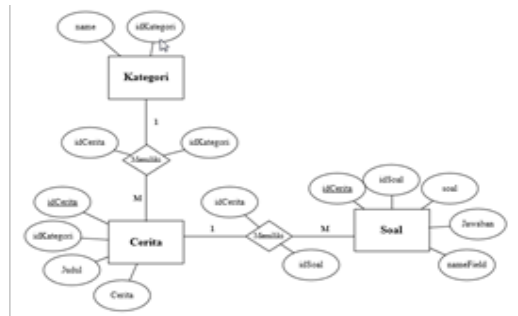 name
idKategori
Kategori
1
idCerita
Memiliki
idKategori
M
idCerita
idKategori
Judul
Cerita
Cerita
1
idCerita
Memiliki
idSoal
M
idCerita
idSoal
soal
Jawaban
nameField
Soal